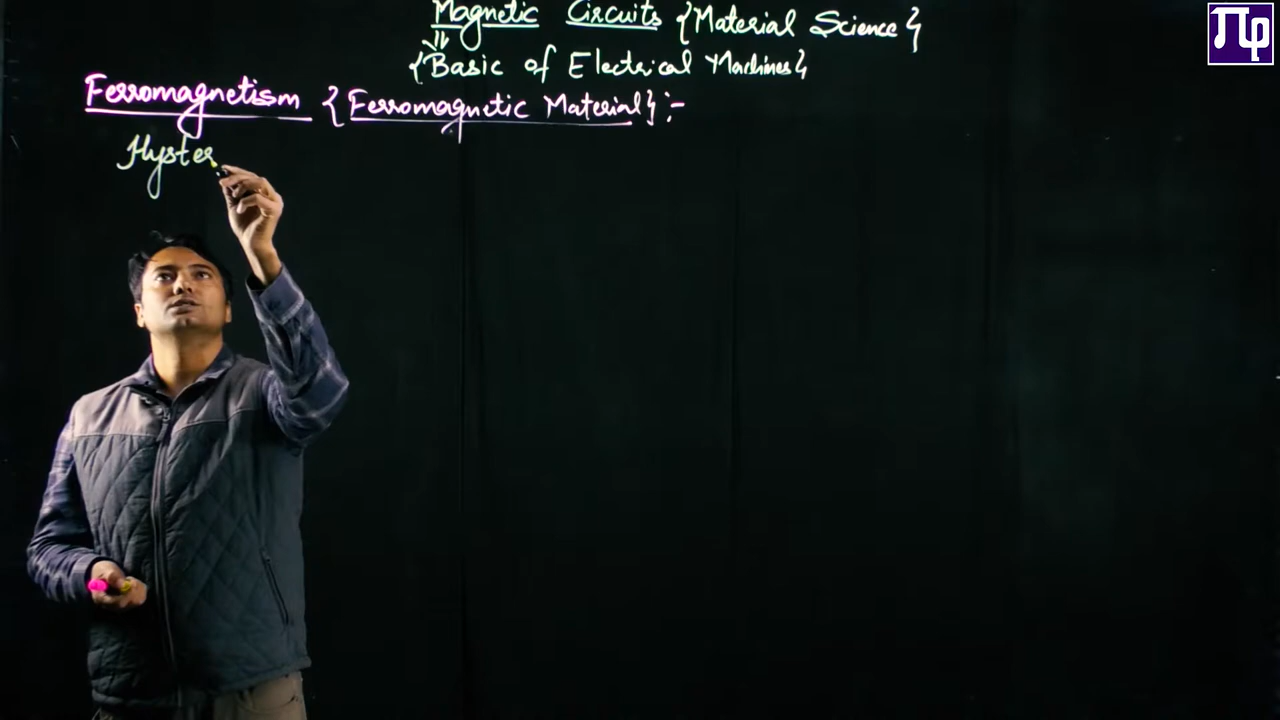 Magnetic Circuits {Material Science}
{Basic of Electrical Machines}
Ferromagnetism {Ferromagnetic Material} :-
Hyster